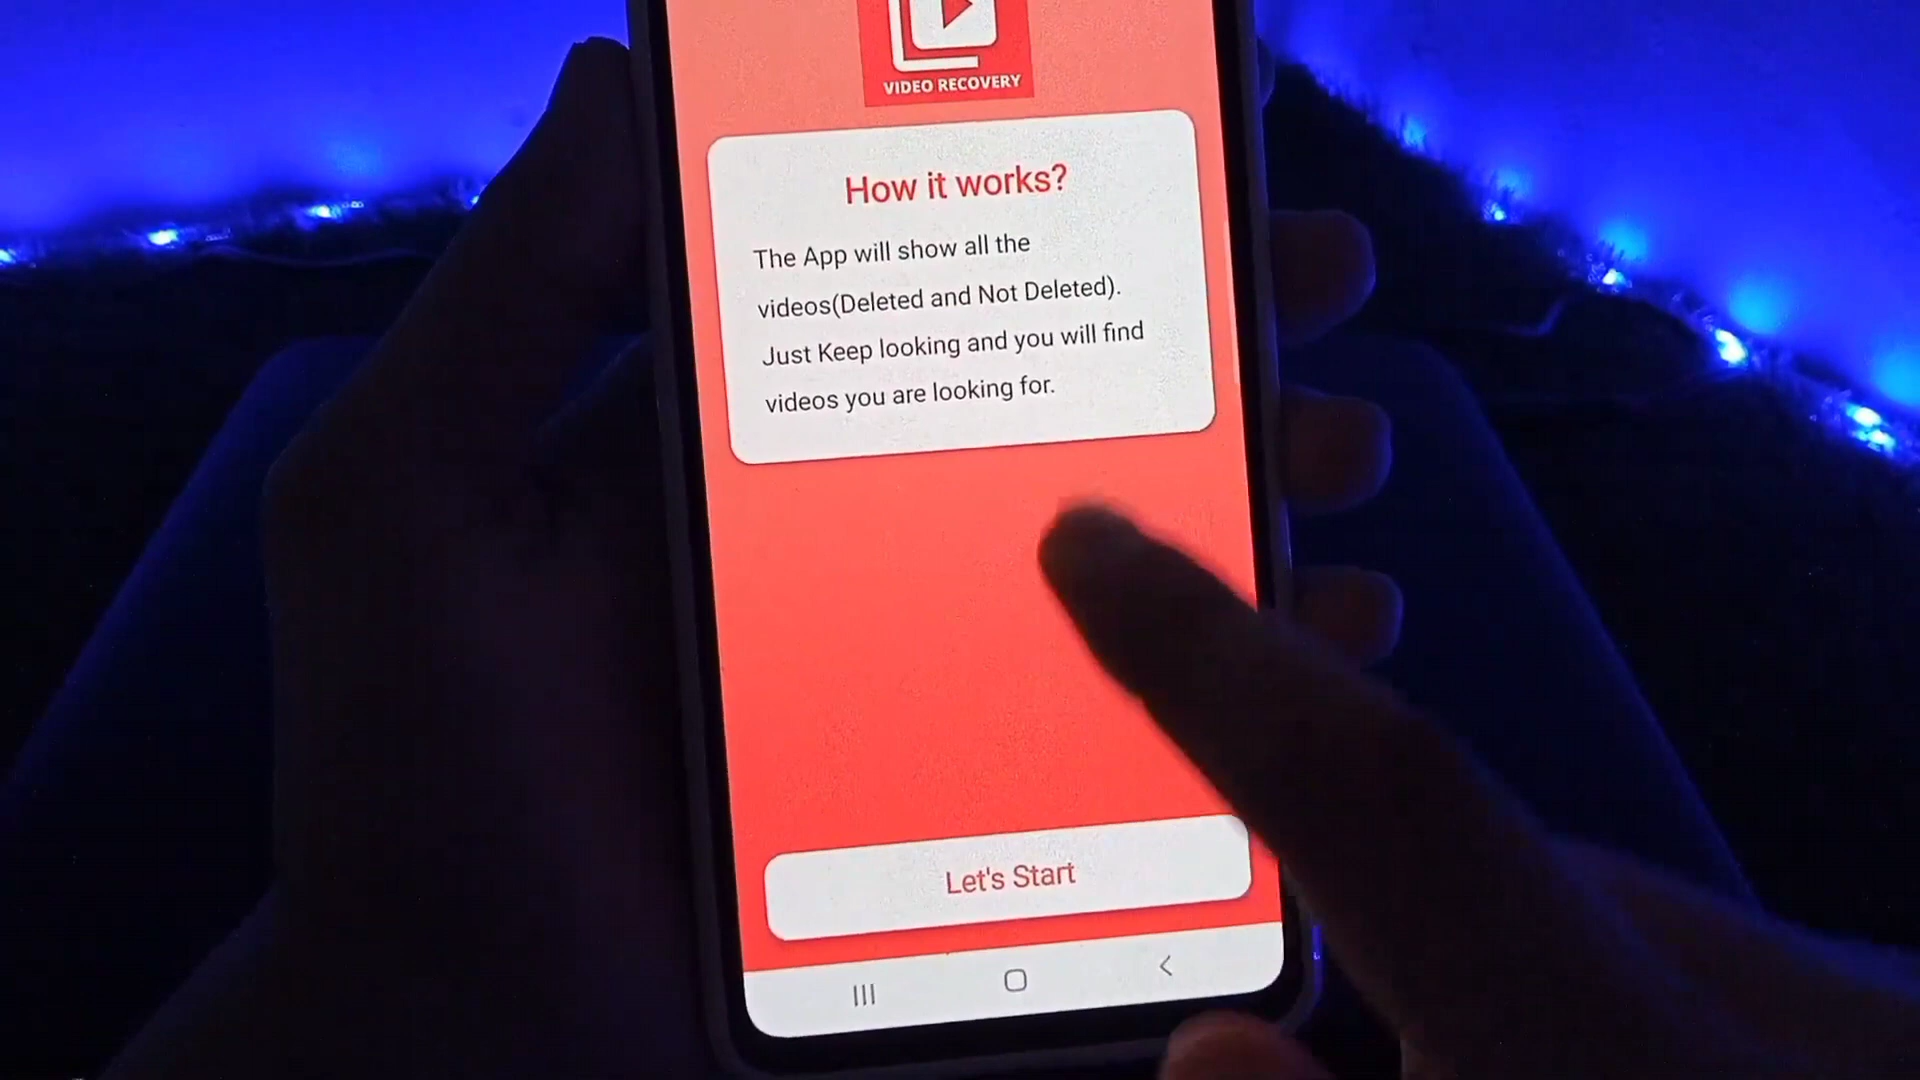 VIDEO RECOVERY
How it works?
The App will show all the
videos(Deleted and Not Deleted).
Just Keep looking and you will find
videos you are looking for.
Let's Start